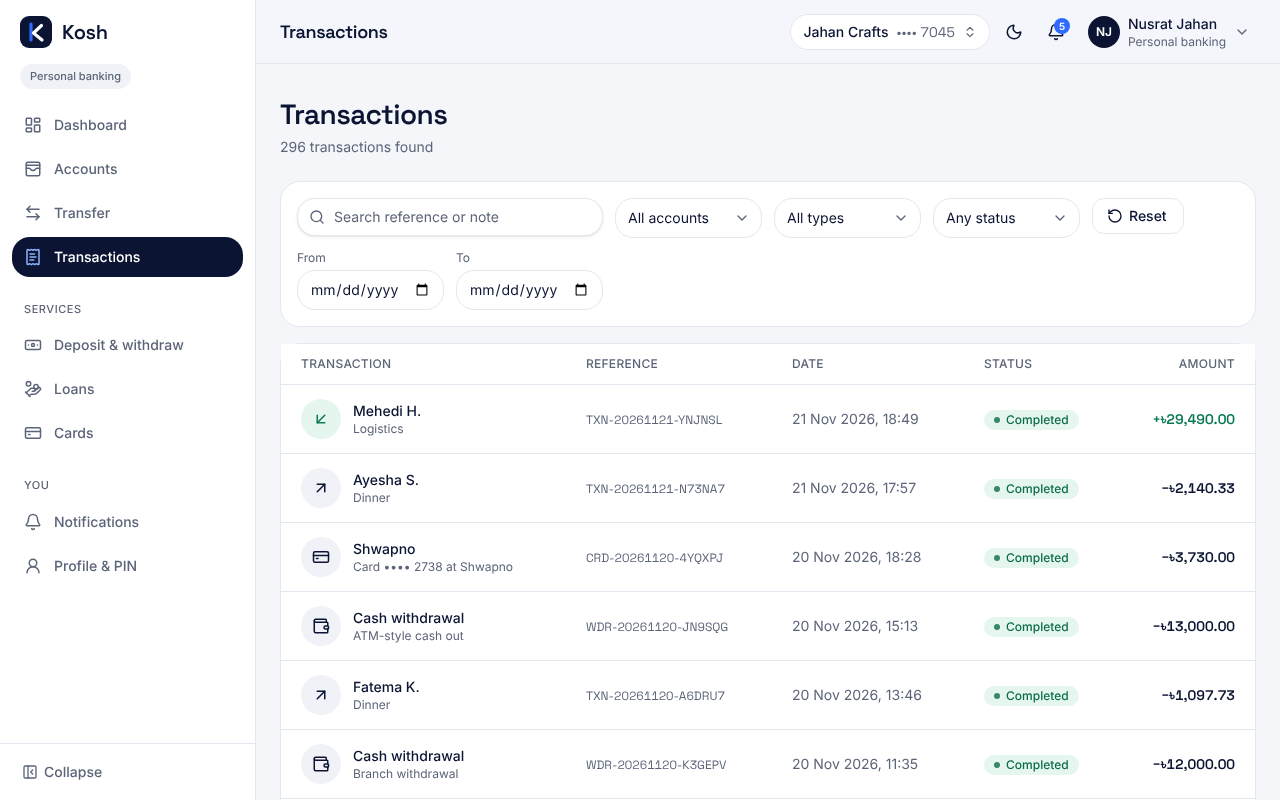 Kosh
Personal banking
Dashboard
Accounts
Transfer
Transactions
SERVICES
Deposit & withdraw
Loans
Cards
YOU
Notifications
Profile & PIN
Collapse
Transactions
Jahan Crafts •••• 7045
5
NJ
Nusrat Jahan
Personal banking
Transactions
296 transactions found
Search reference or note
All accounts
All types
Any status
Reset
From
To
mm/dd/yyyy
mm/dd/yyyy
TRANSACTION REFERENCE DATE STATUS AMOUNT
Mehedi H.
Logistics
TXN-20261121-YNJNSL
21 Nov 2026, 18:49
Completed
+৳29,490.00
Ayesha S.
Dinner
TXN-20261121-N73NA7
21 Nov 2026, 17:57
Completed
−৳2,140.33
Shwapno
Card •••• 2738 at Shwapno
CRD-20261120-4YQXPJ
20 Nov 2026, 18:28
Completed
−৳3,730.00
Cash withdrawal
ATM-style cash out
WDR-20261120-JN9SQG
20 Nov 2026, 15:13
Completed
−৳13,000.00
Fatema K.
Dinner
TXN-20261120-A6DRU7
20 Nov 2026, 13:46
Completed
−৳1,097.73
Cash withdrawal
Branch withdrawal
WDR-20261120-K3GEPV
20 Nov 2026, 11:35
Completed
−৳12,000.00